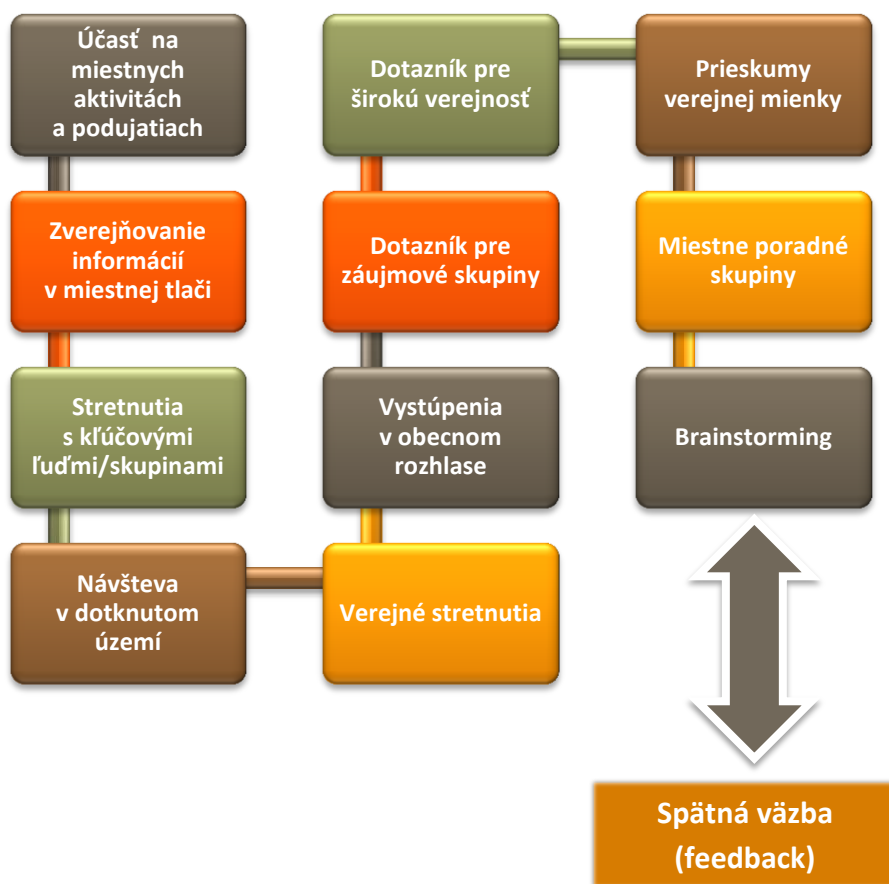 Účasť na
miestnych
aktivitách
a podujatiach
Zverejňovanie
informácií
v miestnej tlači
Stretnutia
s kľúčovými
ľuďmi/skupinami
Návšteva
v dotknutom
území
Verejné stretnutia
Vystúpenia
v obecnom
rozhlase
Dotazník pre
záujmové skupiny
Dotazník pre
širokú verejnosť
Prieskumy
verejnej mienky
Miestne poradné
skupiny
Brainstorming
Spätná väzba
(feedback)